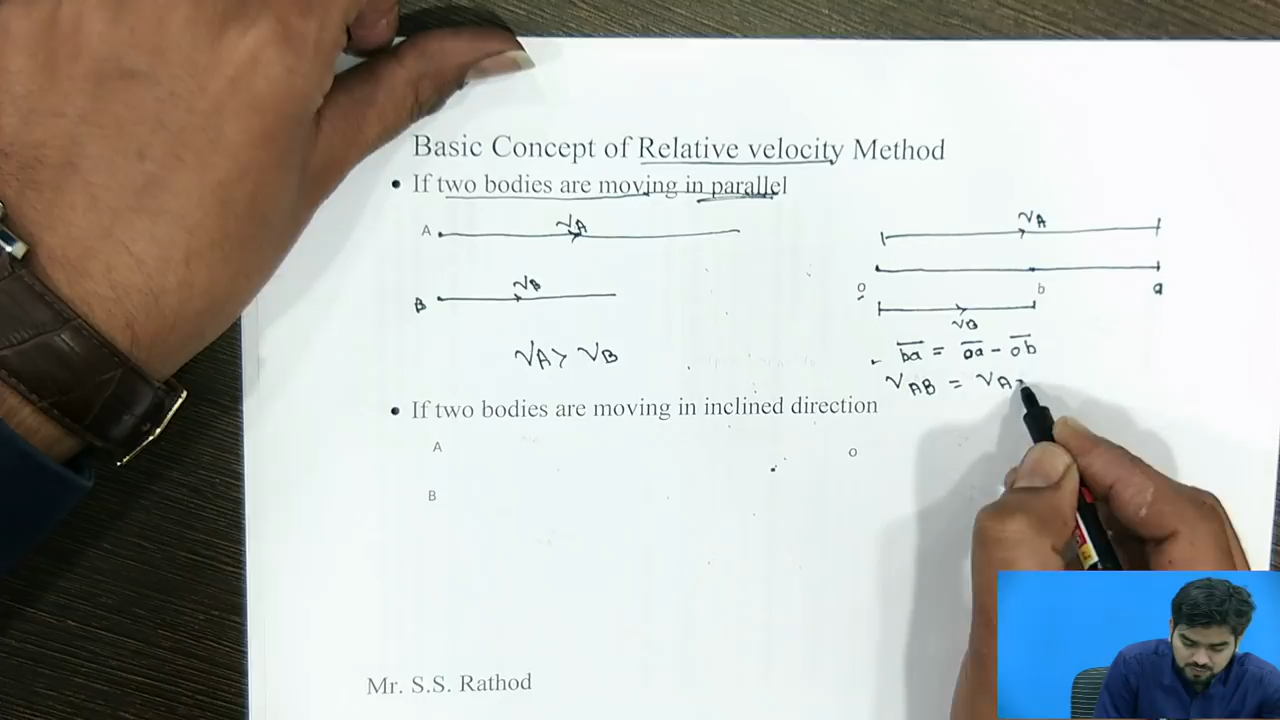 Basic Concept of Relative velocity Method
• If two bodies are moving in parallel
A VA
B VB
VA > VB
VA
o b a
VB
ba = oa - ob
VAB = VA -
• If two bodies are moving in inclined direction
A
B
o
Mr. S.S. Rathod